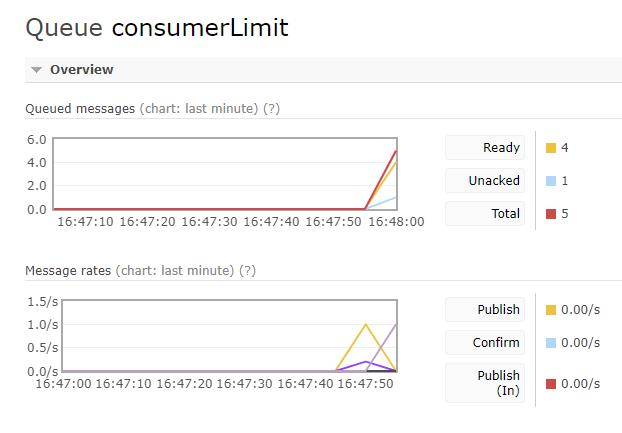 Queue consumerLimit
Overview
Queued messages (chart: last minute) (?)
6.0
4.0
2.0
0.0
16:47:10 16:47:20 16:47:30 16:47:40 16:47:50 16:48:00
Ready 4
Unacked 1
Total 5
Message rates (chart: last minute) (?)
1.5/s
1.0/s
0.5/s
0.0/s
16:47:00 16:47:10 16:47:20 16:47:30 16:47:40 16:47:50
Publish 0.00/s
Confirm 0.00/s
Publish
(In) 0.00/s